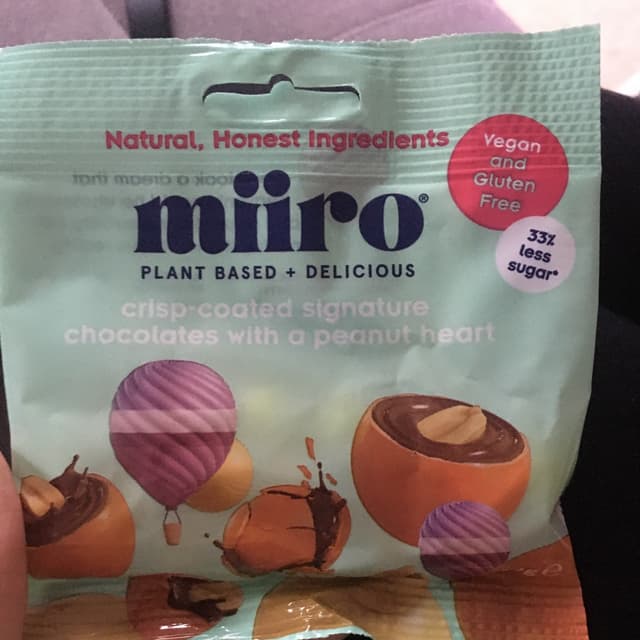 Natural, Honest Ingredients
Vegan
and
Gluten
Free
miiro®
33%
less
sugar*
PLANT BASED + DELICIOUS
crisp-coated signature
chocolates with a peanut heart